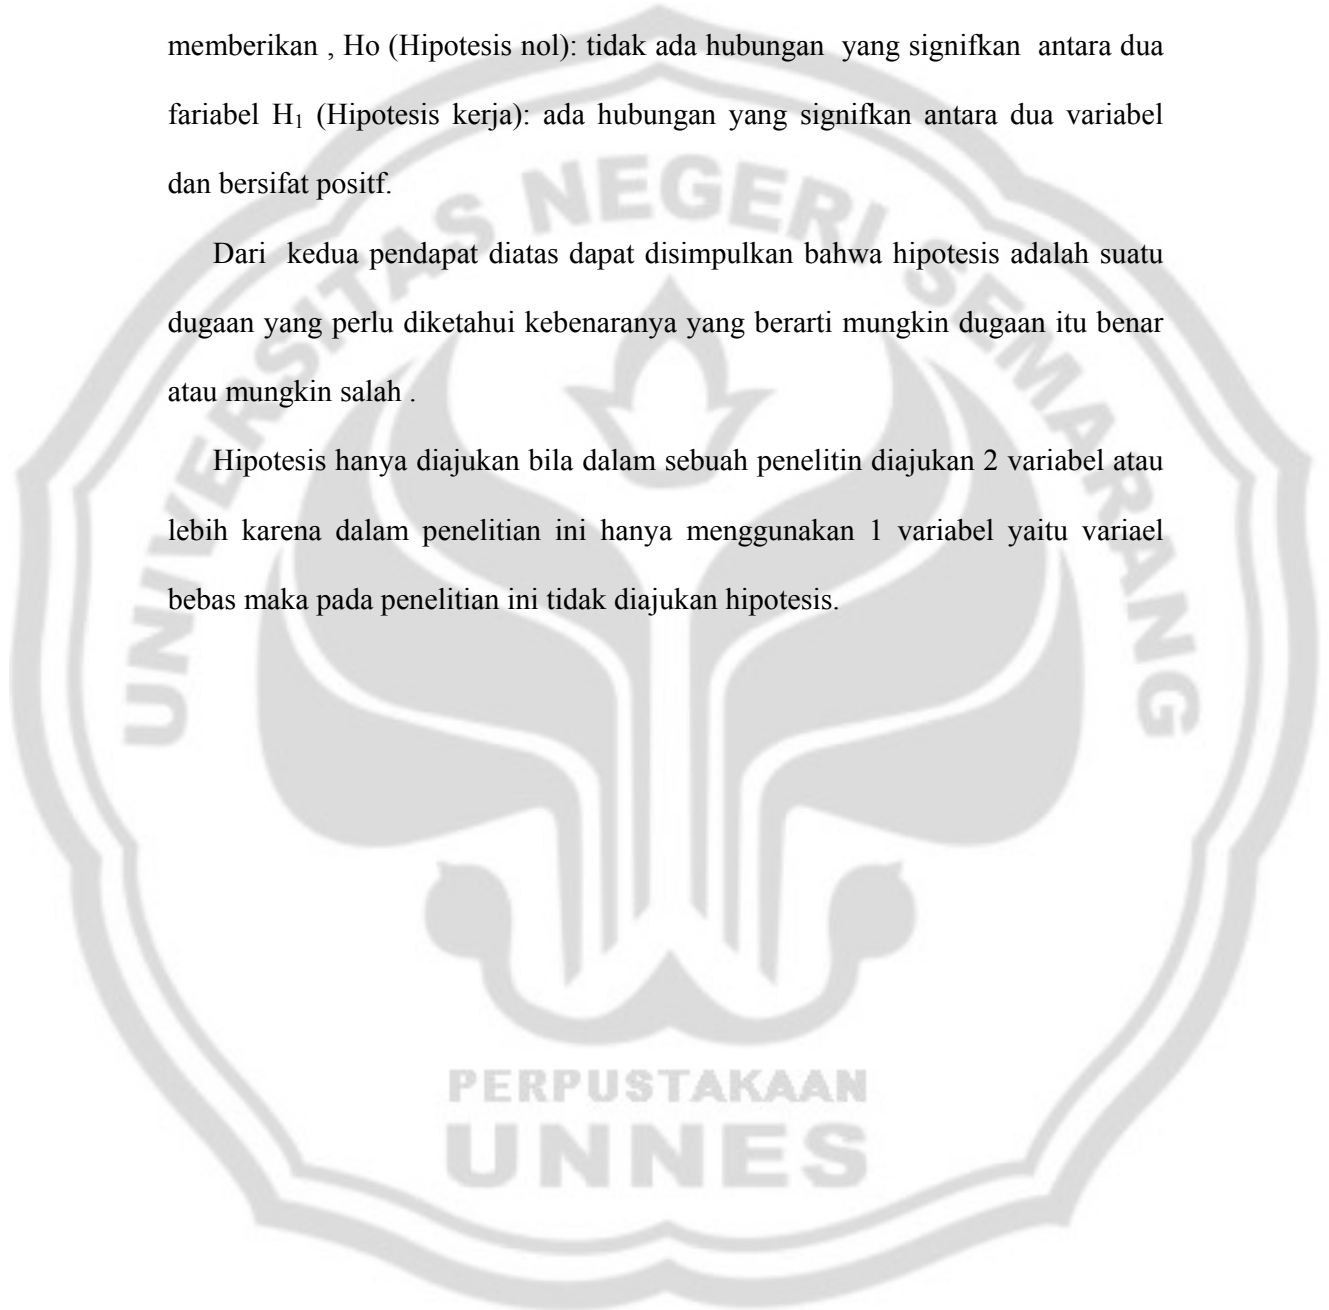 memberikan , Ho (Hipotesis nol): tidak ada hubungan yang signifkan antara dua
fariabel H₁ (Hipotesis kerja): ada hubungan yang signifkan antara dua variabel
dan bersifat positf.
Dari kedua pendapat diatas dapat disimpulkan bahwa hipotesis adalah suatu
dugaan yang perlu diketahui kebenaranya yang berarti mungkin dugaan itu benar
atau mungkin salah .
Hipotesis hanya diajukan bila dalam sebuah penelitin diajukan 2 variabel atau
lebih karena dalam penelitian ini hanya menggunakan 1 variabel yaitu variael
bebas maka pada penelitian ini tidak diajukan hipotesis.
UNIVERSITAS NEGERI SEMARANG
PERPUSTAKAAN
UNNES